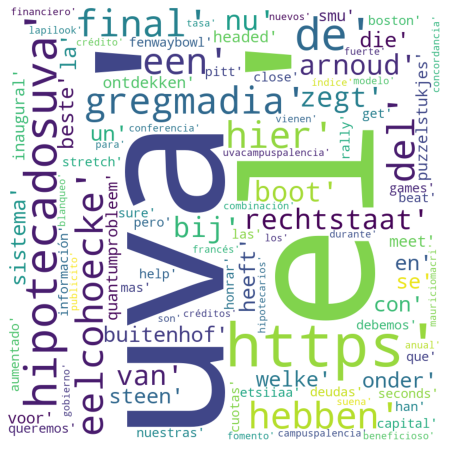 financiero'
tasa'
nuevos'
boston'
lapilook'
crédito'
final'
nu'
smu'
de'
fenwaybowl'
fuerte
een'
!'
!'
pitt'
headed'
die'
inaugural'
la'
hipotecadosuva'
ontdekken'
close'
arnoud'
índice'
modelo'
concordancia'
beste'
gregmadia'
zegt'
puzzelstukjes'
para'
vienen'
get'
un'
conferencia'
hier'
rally'
stretch'
uvacampuspalencia'
del'
games'
sistema'
eelcohoecke'
quantumprobleem'
sure'
pero'
combinación'
boot'
beat'
información'
blanqueo'
bij'
las'
los'
durante'
meet'
francés'
rechtstaat'
uva
el'
help'
honrar'
heeft'
hipotecarios'
en'
se'
mauriciomacri'
publicito'
mas'
buitenhof'
con'
aumentado'
van'
son'
créditos'
https'
debemos'
que'
anual'
steen'
welke'
onder'
etsiiaa'
deudas'
seconds'
voor'
gobierno'
cuotas'
suena'
han'
hebben'
capital'
queremos'
nuestras'
fomento'
campuspalencia'
beneficioso'